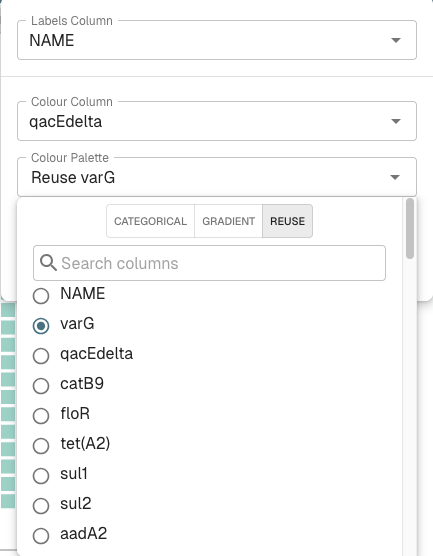 Labels Column
NAME
Colour Column
qacEdelta
Colour Palette
Reuse varG
CATEGORICAL GRADIENT REUSE
Search columns
NAME
varG
qacEdelta
catB9
floR
tet(A2)
sul1
sul2
aadA2